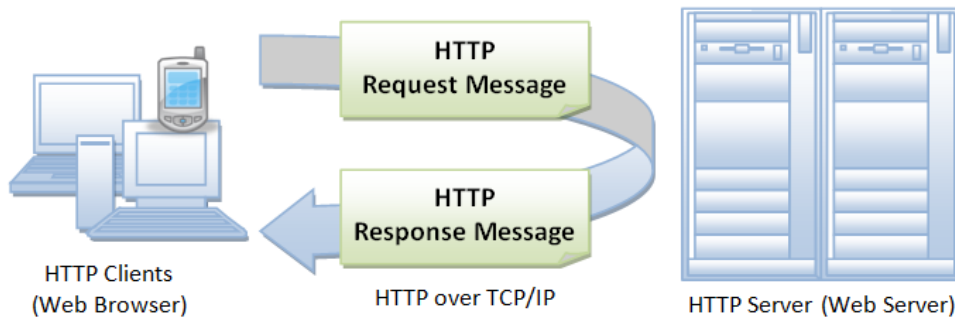 HTTP
Request Message
HTTP
Response Message
HTTP Clients
(Web Browser)
HTTP over TCP/IP
HTTP Server (Web Server)